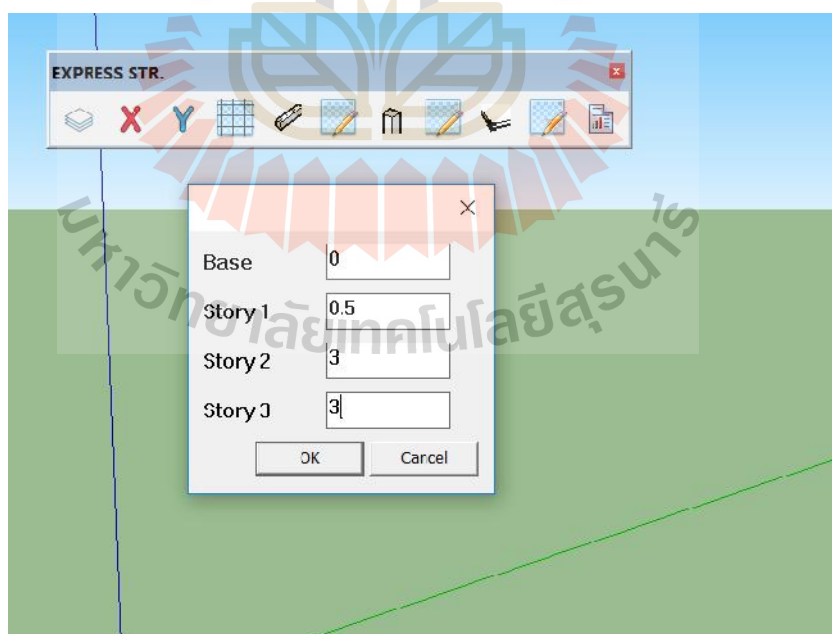 EXPRESS STR.
Base 0
Story 1 0.5
Story 2 3
Story 3 3
OK Cancel
มหาวิทยาลัยเทคโนโลยีสุรนารี